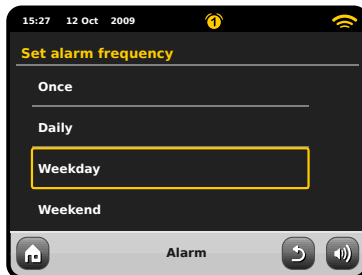 15:27 12 Oct 2009 1
Set alarm frequency
Once
Daily
Weekday
Weekend
Alarm